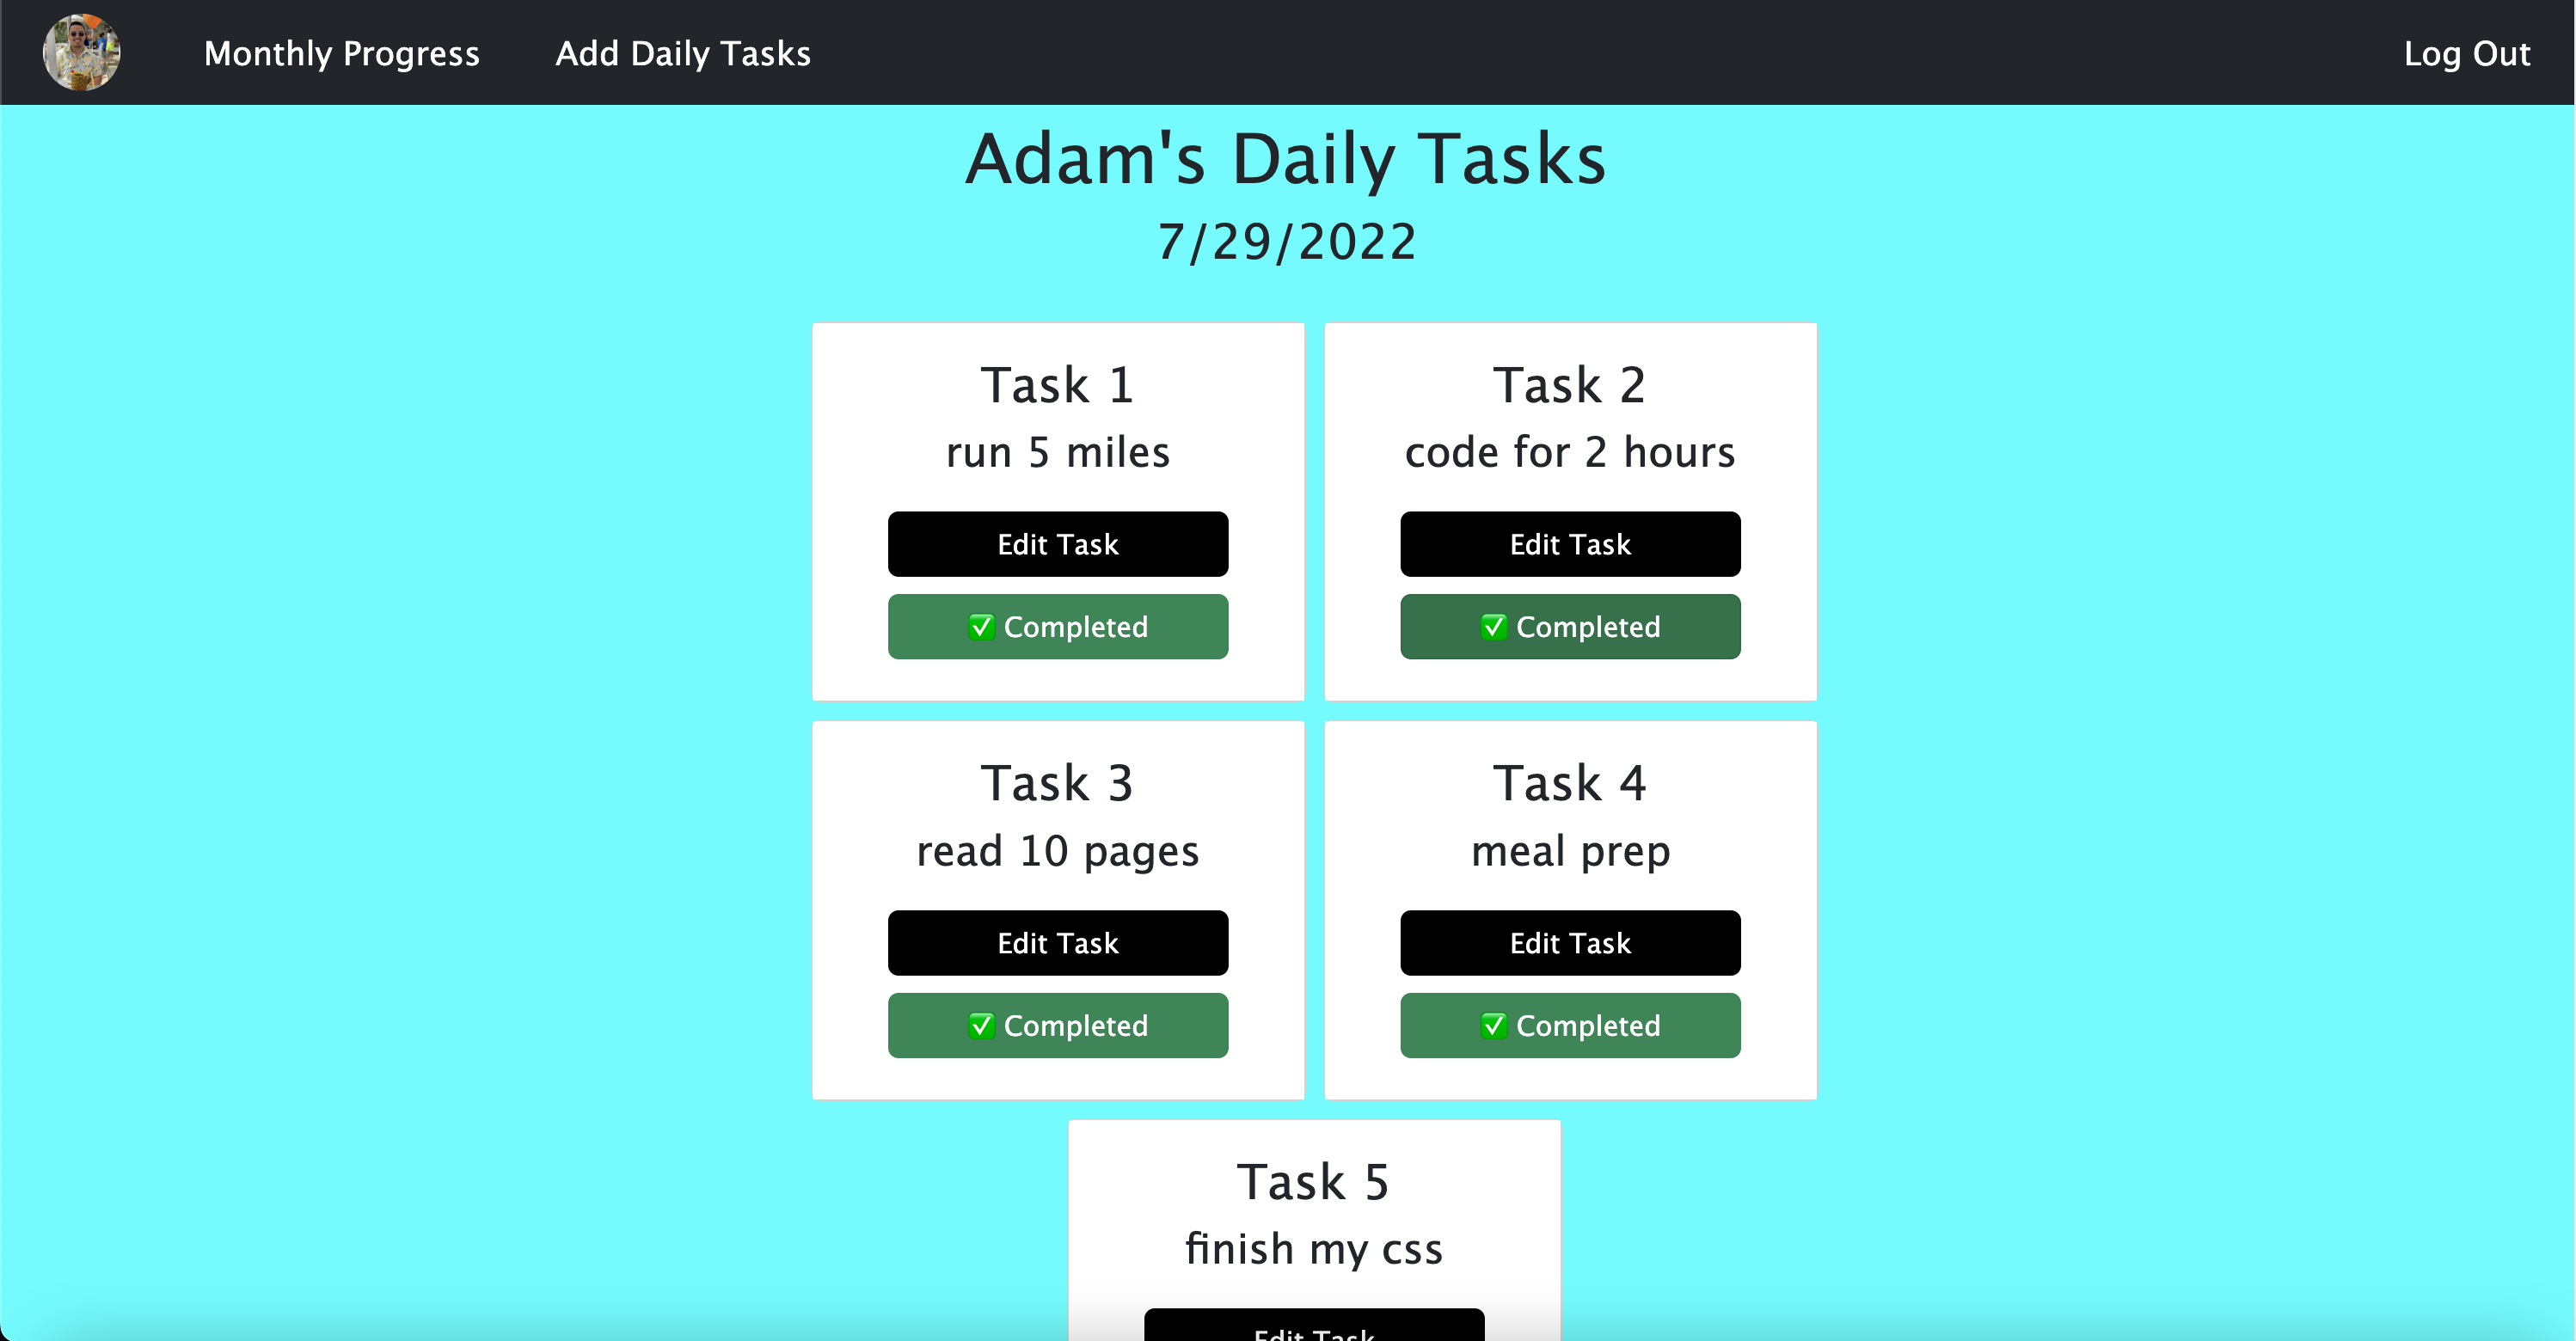 Monthly Progress Add Daily Tasks Log Out
Adam's Daily Tasks
7/29/2022
Task 1
run 5 miles
Edit Task
✅ Completed
Task 2
code for 2 hours
Edit Task
✅ Completed
Task 3
read 10 pages
Edit Task
✅ Completed
Task 4
meal prep
Edit Task
✅ Completed
Task 5
finish my css
Edit Task